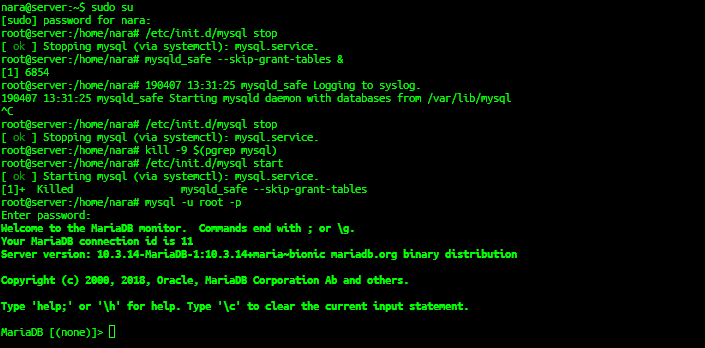 nara@server:~$ sudo su
[sudo] password for nara:
root@server:/home/nara# /etc/init.d/mysql stop
[ ok ] Stopping mysql (via systemctl): mysql.service.
root@server:/home/nara# mysqld_safe --skip-grant-tables &
[1] 6854
root@server:/home/nara# 190407 13:31:25 mysqld_safe Logging to syslog.
190407 13:31:25 mysqld_safe Starting mysqld daemon with databases from /var/lib/mysql
^C
root@server:/home/nara# /etc/init.d/mysql stop
[ ok ] Stopping mysql (via systemctl): mysql.service.
root@server:/home/nara# kill -9 $(pgrep mysql)
root@server:/home/nara# /etc/init.d/mysql start
[ ok ] Starting mysql (via systemctl): mysql.service.
[1]+  Killed                  mysqld_safe --skip-grant-tables
root@server:/home/nara# mysql -u root -p
Enter password:
Welcome to the MariaDB monitor.  Commands end with ; or \g.
Your MariaDB connection id is 11
Server version: 10.3.14-MariaDB-1:10.3.14+maria~bionic mariadb.org binary distribution
Copyright (c) 2000, 2018, Oracle, MariaDB Corporation Ab and others.
Type 'help;' or '\h' for help. Type '\c' to clear the current input statement.
MariaDB [(none)]>